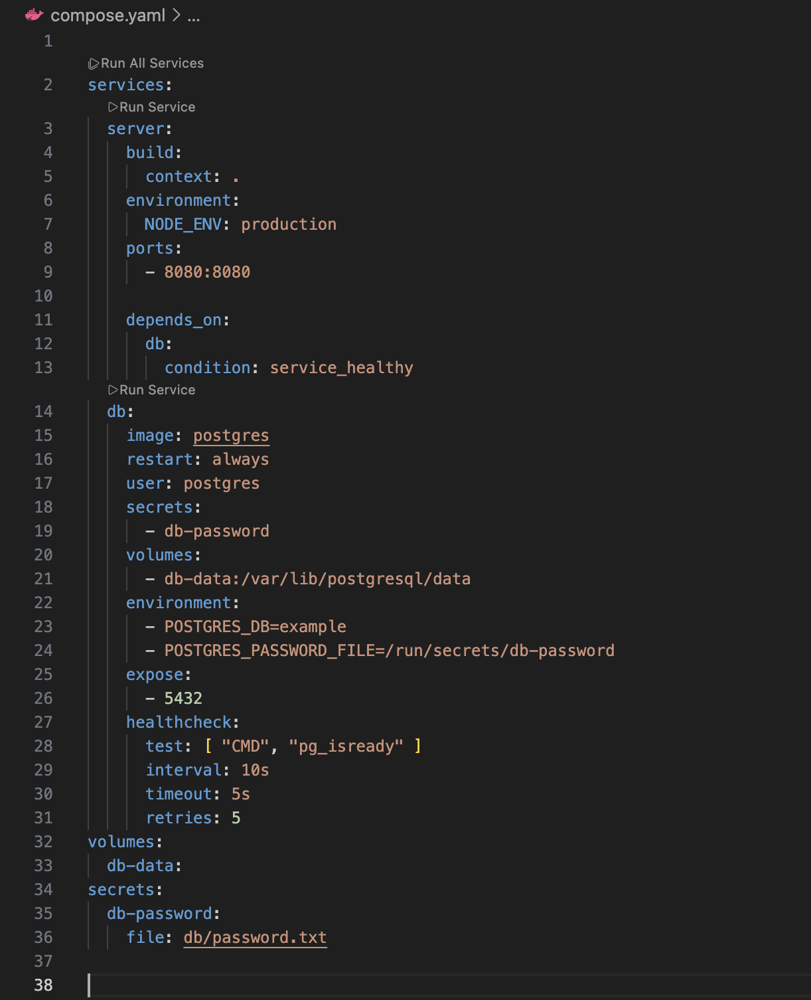 compose.yaml > ...
1
Run All Services
2 services:
Run Service
3   server:
4     build:
5       context: .
6     environment:
7       NODE_ENV: production
8     ports:
9       - 8080:8080
10
11     depends_on:
12       db:
13         condition: service_healthy
Run Service
14   db:
15     image: postgres
16     restart: always
17     user: postgres
18     secrets:
19       - db-password
20     volumes:
21       - db-data:/var/lib/postgresql/data
22     environment:
23       - POSTGRES_DB=example
24       - POSTGRES_PASSWORD_FILE=/run/secrets/db-password
25     expose:
26       - 5432
27     healthcheck:
28       test: [ "CMD", "pg_isready" ]
29       interval: 10s
30       timeout: 5s
31       retries: 5
32 volumes:
33   db-data:
34 secrets:
35   db-password:
36     file: db/password.txt
37
38